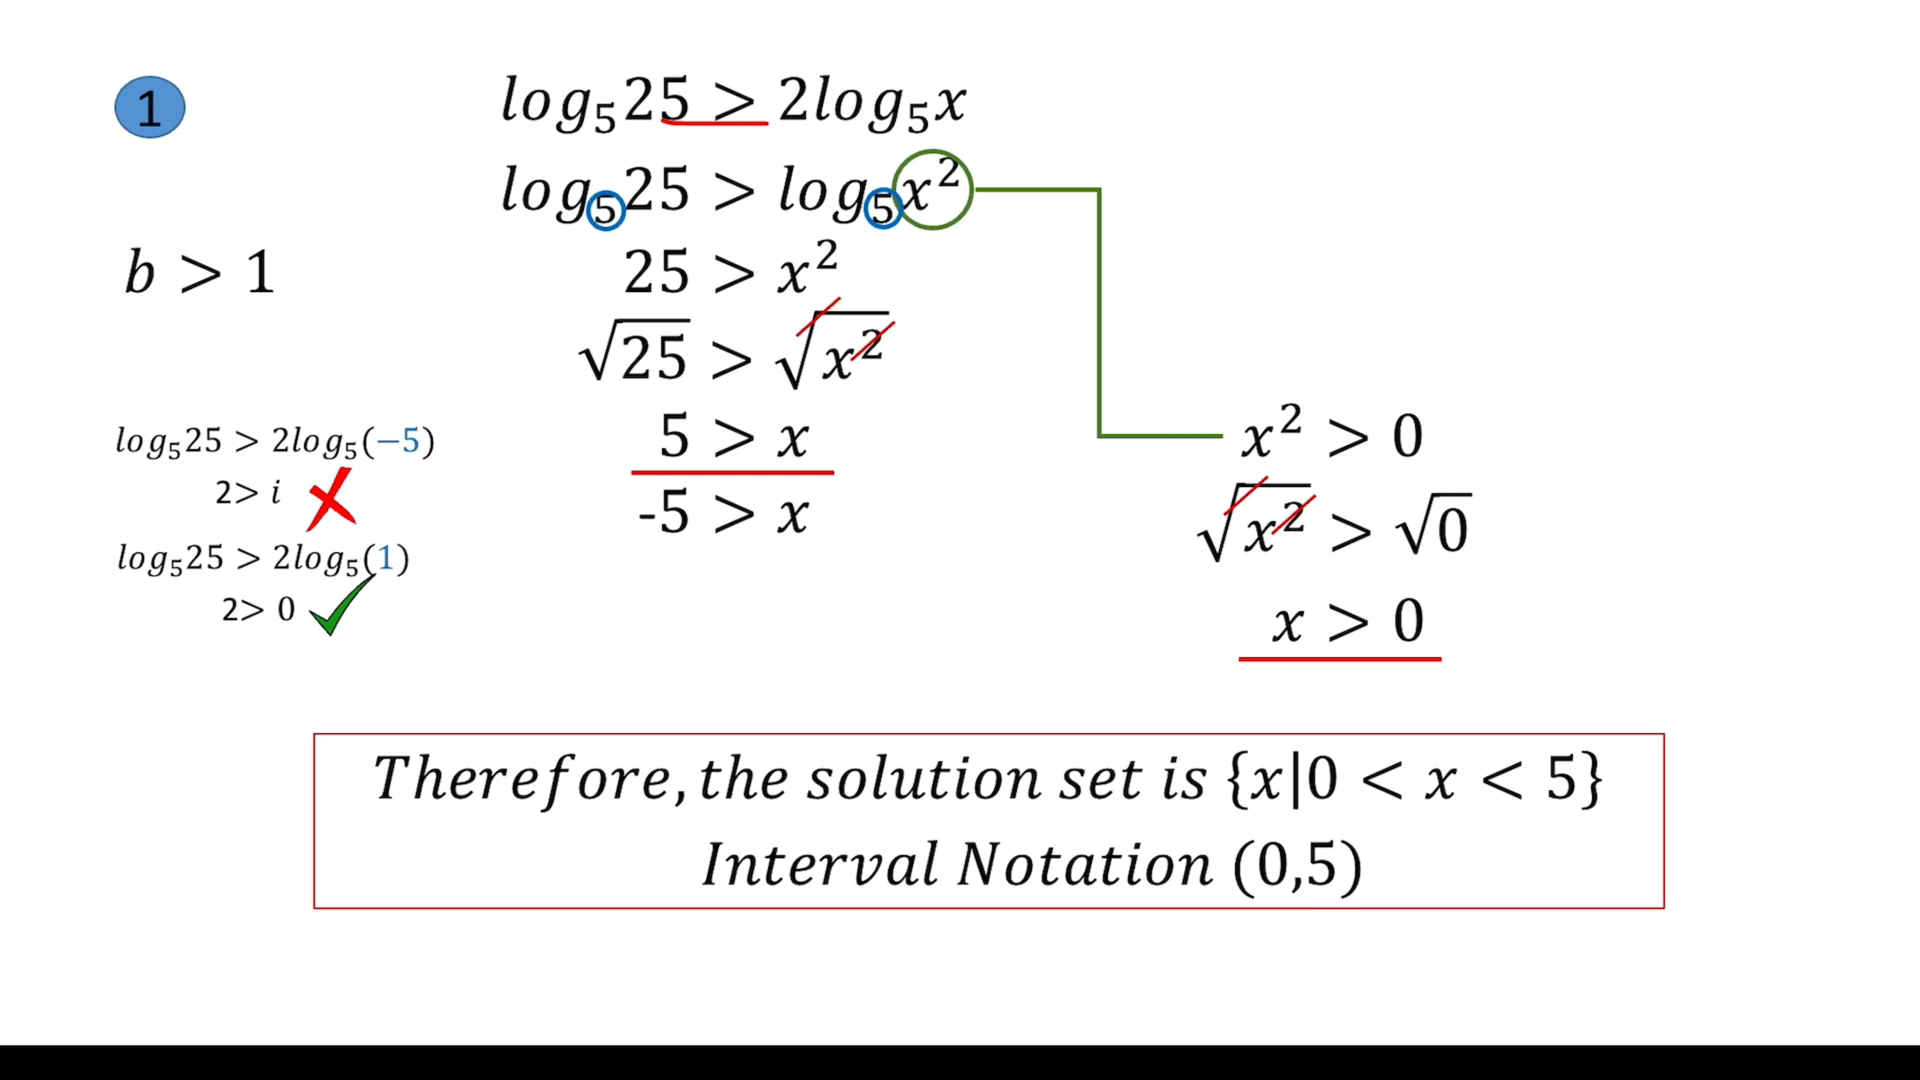 1
log₅25 > 2log₅x
log₅25 > log₅x²
b > 1
25 > x²
√25 > √x²
5 > x
-5 > x
log₅25 > 2log₅(−5)
2> i
log₅25 > 2log₅(1)
2> 0
x² > 0
√x² > √0
x > 0
Therefore, the solution set is {x|0 < x < 5}
Interval Notation (0,5)